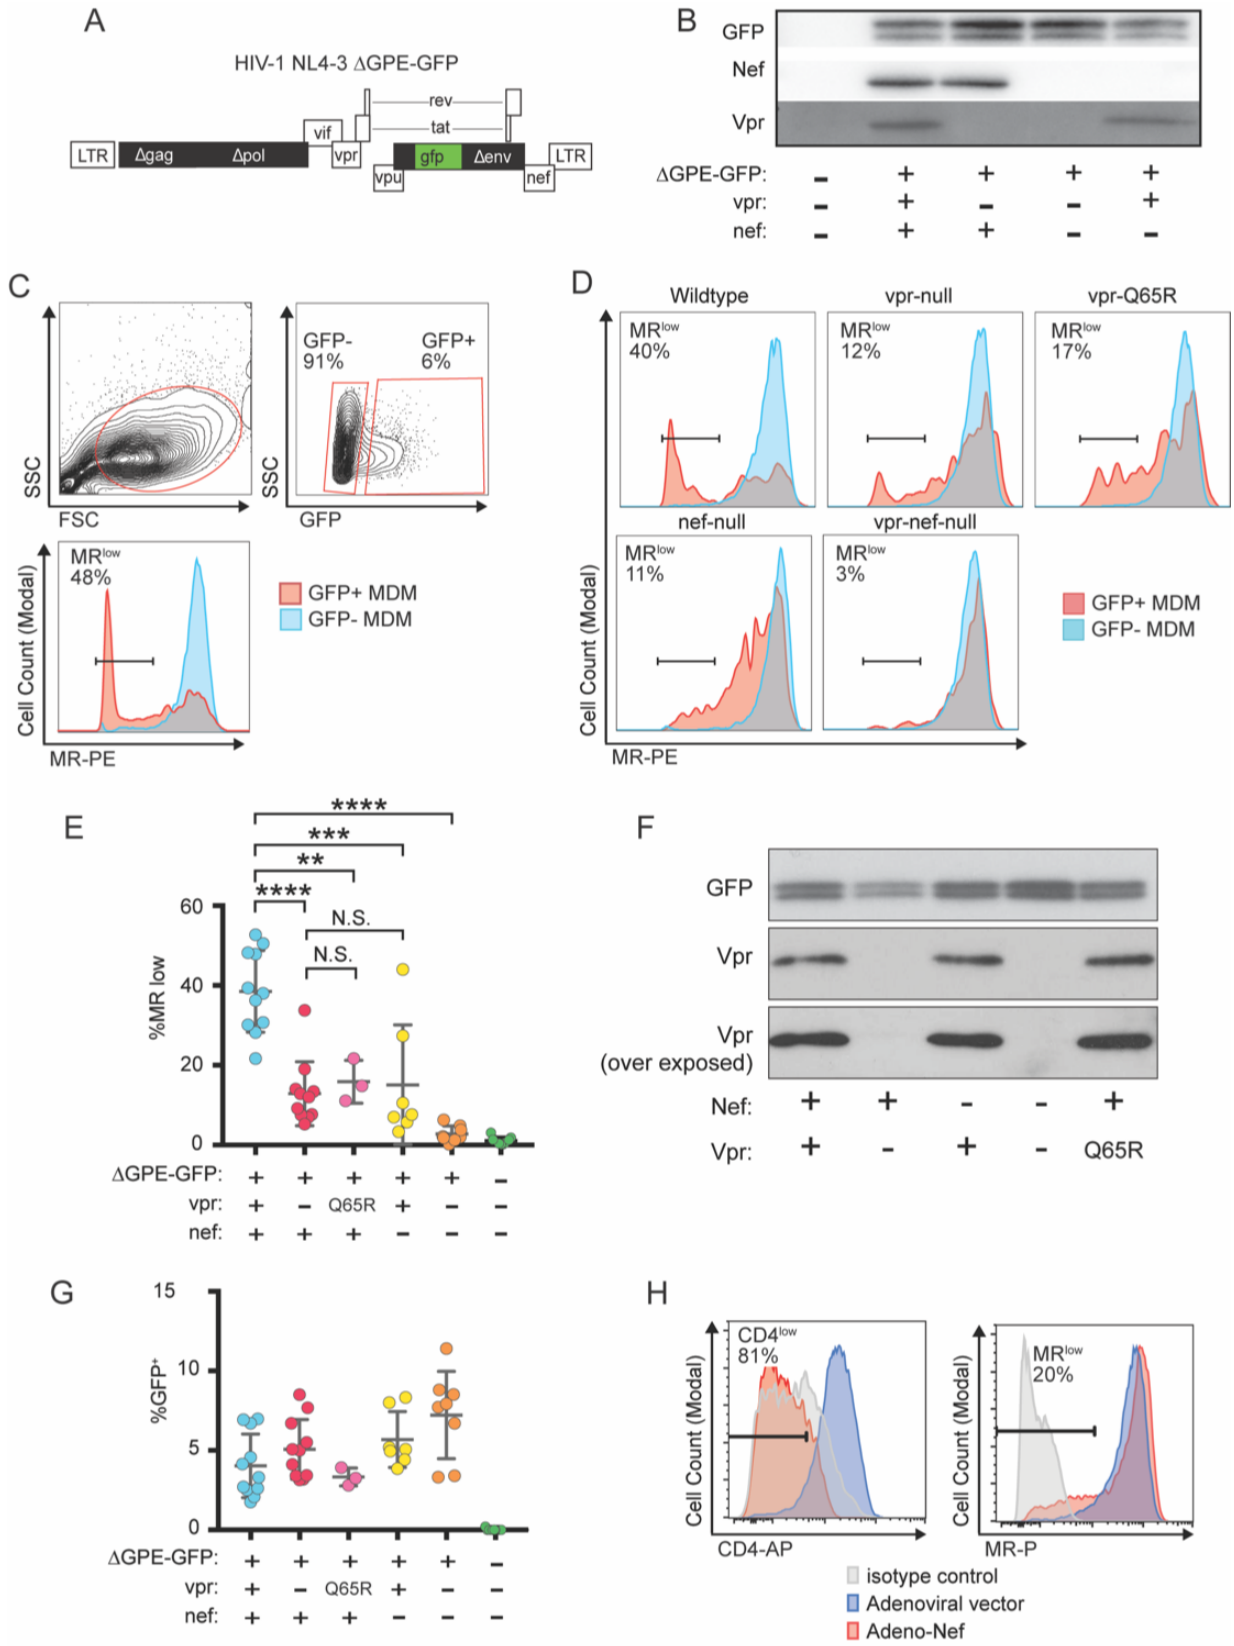 A
HIV-1 NL4-3 ΔGPE-GFP
rev
tat
vif
LTR
Δgag
Δpol
vpr
gfp
Δenv
LTR
vpu
nef
B
GFP
Nef
Vpr
ΔGPE-GFP: - + + + +
vpr: - + - - +
nef: - + + - -
C
SSC
FSC
GFP-
91%
GFP+
6%
SSC
GFP
MRlow
48%
Cell Count (Modal)
MR-PE
GFP+ MDM
GFP- MDM
D
Wildtype
vpr-null
vpr-Q65R
MRlow
40%
MRlow
12%
MRlow
17%
nef-null
vpr-nef-null
MRlow
11%
MRlow
3%
Cell Count (Modal)
MR-PE
GFP+ MDM
GFP- MDM
E
****
***
**
****
N.S.
N.S.
%MR low
60
40
20
0
ΔGPE-GFP: + + + + + -
vpr: + - Q65R + - -
nef: + + + - - -
F
GFP
Vpr
Vpr
(over exposed)
Nef: + + - - +
Vpr: + - + - Q65R
G
%GFP+
15
10
5
0
ΔGPE-GFP: + + + + + -
vpr: + - Q65R + - -
nef: + + + - - -
H
CD4low
81%
Cell Count (Modal)
CD4-AP
MRlow
20%
Cell Count (Modal)
MR-P
isotype control
Adenoviral vector
Adeno-Nef